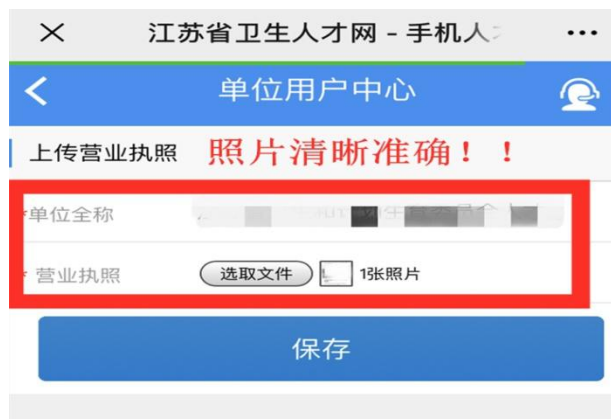 江苏省卫生人才网 - 手机人
单位用户中心
上传营业执照 照片清晰准确！！
*单位全称
* 营业执照 选取文件 1张照片
保存